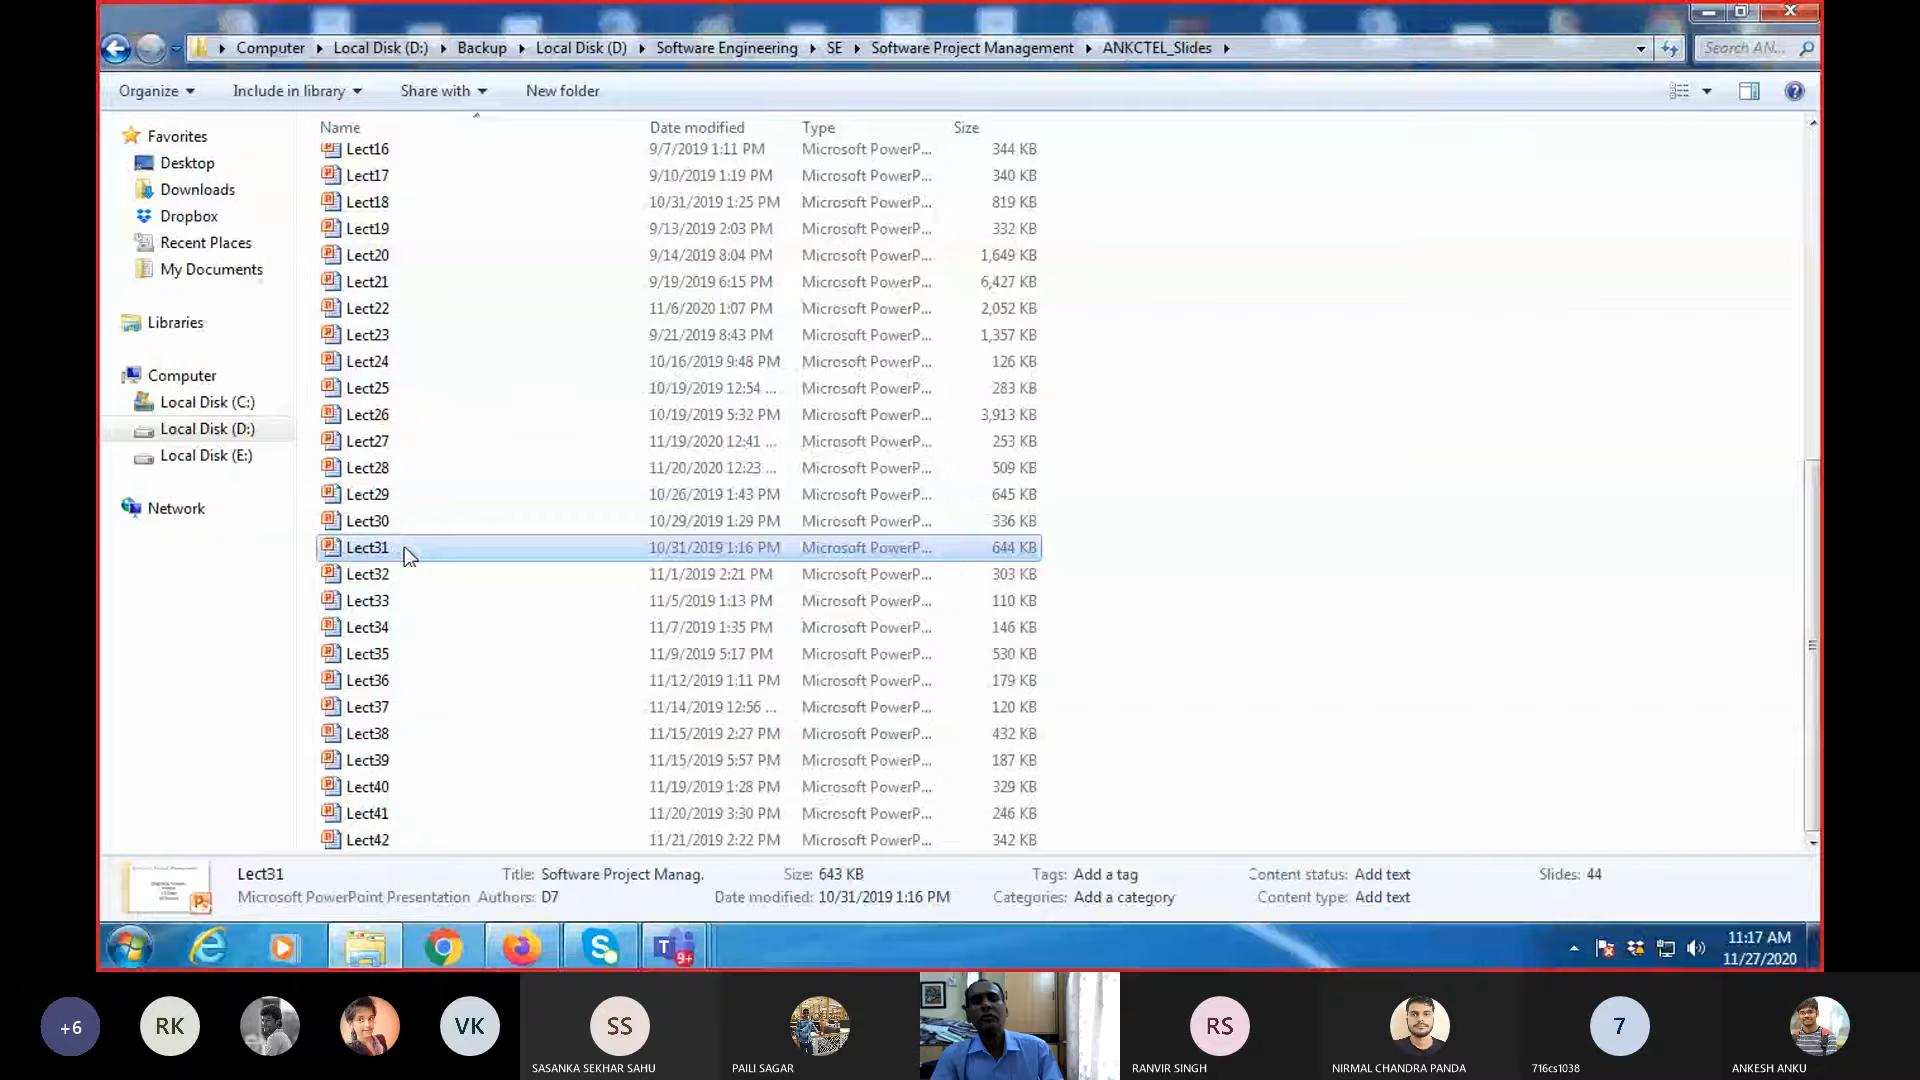 Computer Local Disk (D:) Backup Local Disk (D) Software Engineering SE Software Project Management ANKCTEL_Slides Search AN...
Organize Include in library Share with New folder
Name Date modified Type Size
Favorites
Desktop
Downloads
Dropbox
Recent Places
My Documents
Libraries
Computer
Local Disk (C:)
Local Disk (D:)
Local Disk (E:)
Network
Lect16 9/7/2019 1:11 PM Microsoft PowerP... 344 KB
Lect17 9/10/2019 1:19 PM Microsoft PowerP... 340 KB
Lect18 10/31/2019 1:25 PM Microsoft PowerP... 819 KB
Lect19 9/13/2019 2:03 PM Microsoft PowerP... 332 KB
Lect20 9/14/2019 8:04 PM Microsoft PowerP... 1,649 KB
Lect21 9/19/2019 6:15 PM Microsoft PowerP... 6,427 KB
Lect22 11/6/2020 1:07 PM Microsoft PowerP... 2,052 KB
Lect23 9/21/2019 8:43 PM Microsoft PowerP... 1,357 KB
Lect24 10/16/2019 9:48 PM Microsoft PowerP... 126 KB
Lect25 10/19/2019 12:54 ... Microsoft PowerP... 283 KB
Lect26 10/19/2019 5:32 PM Microsoft PowerP... 3,913 KB
Lect27 11/19/2020 12:41 ... Microsoft PowerP... 253 KB
Lect28 11/20/2020 12:23 ... Microsoft PowerP... 509 KB
Lect29 10/26/2019 1:43 PM Microsoft PowerP... 645 KB
Lect30 10/29/2019 1:29 PM Microsoft PowerP... 336 KB
Lect31 10/31/2019 1:16 PM Microsoft PowerP... 644 KB
Lect32 11/1/2019 2:21 PM Microsoft PowerP... 303 KB
Lect33 11/5/2019 1:13 PM Microsoft PowerP... 110 KB
Lect34 11/7/2019 1:35 PM Microsoft PowerP... 146 KB
Lect35 11/9/2019 5:17 PM Microsoft PowerP... 530 KB
Lect36 11/12/2019 1:11 PM Microsoft PowerP... 179 KB
Lect37 11/14/2019 12:56 ... Microsoft PowerP... 120 KB
Lect38 11/15/2019 2:27 PM Microsoft PowerP... 432 KB
Lect39 11/15/2019 5:57 PM Microsoft PowerP... 187 KB
Lect40 11/19/2019 1:28 PM Microsoft PowerP... 329 KB
Lect41 11/20/2019 3:30 PM Microsoft PowerP... 246 KB
Lect42 11/21/2019 2:22 PM Microsoft PowerP... 342 KB
Lect31 Title: Software Project Manag. Size: 643 KB Tags: Add a tag Content status: Add text Slides: 44
Microsoft PowerPoint Presentation Authors: D7 Date modified: 10/31/2019 1:16 PM Categories: Add a category Content type: Add text
9+
11:17 AM
11/27/2020
+6 RK VK SS RS 7
SASANKA SEKHAR SAHU PAILI SAGAR RANVIR SINGH NIRMAL CHANDRA PANDA 716cs1038 ANKESH ANKU